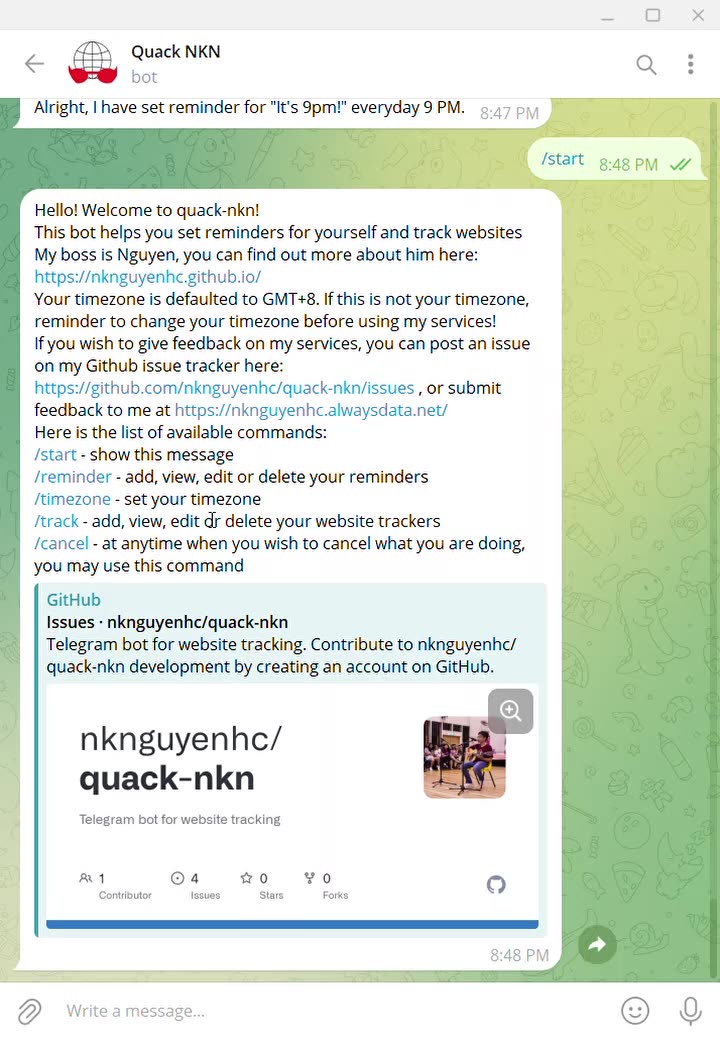 Quack NKN
bot
Alright, I have set reminder for "It's 9pm!" everyday 9 PM. 8:47 PM
/start 8:48 PM
Hello! Welcome to quack-nkn!
This bot helps you set reminders for yourself and track websites
My boss is Nguyen, you can find out more about him here:
https://nknguyenhc.github.io/
Your timezone is defaulted to GMT+8. If this is not your timezone,
reminder to change your timezone before using my services!
If you wish to give feedback on my services, you can post an issue
on my Github issue tracker here:
https://github.com/nknguyenhc/quack-nkn/issues , or submit
feedback to me at https://nknguyenhc.alwaysdata.net/
Here is the list of available commands:
/start - show this message
/reminder - add, view, edit or delete your reminders
/timezone - set your timezone
/track - add, view, edit or delete your website trackers
/cancel - at anytime when you wish to cancel what you are doing,
you may use this command
GitHub
Issues · nknguyenhc/quack-nkn
Telegram bot for website tracking. Contribute to nknguyenhc/
quack-nkn development by creating an account on GitHub.
nknguyenhc/
quack-nkn
Telegram bot for website tracking
1 4 0 0
Contributor Issues Stars Forks
8:48 PM
Write a message...